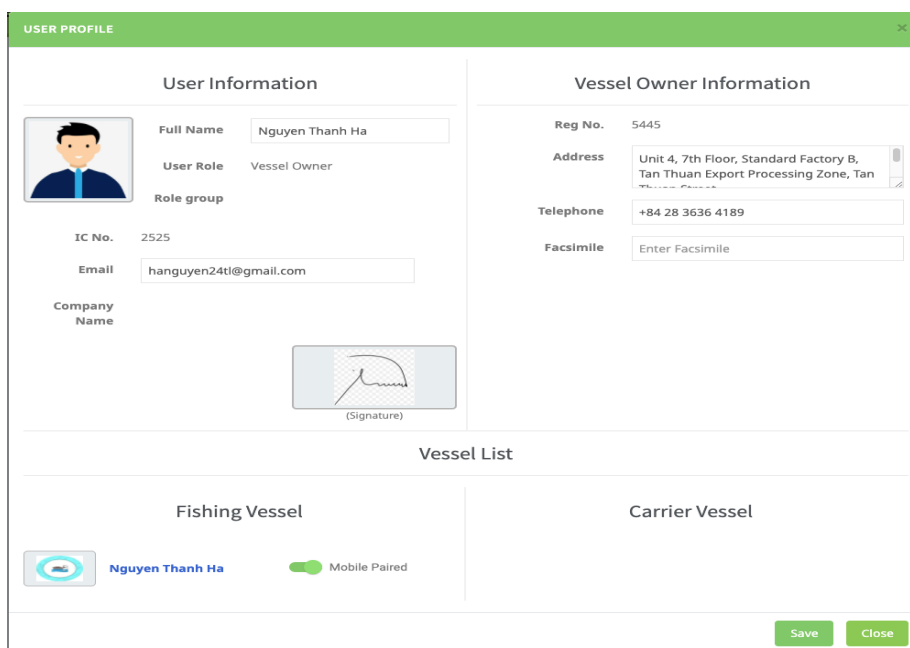 USER PROFILE
×
User Information
Full Name
Nguyen Thanh Ha
User Role
Vessel Owner
Role group
IC No.
2525
Email
hanguyen24tl@gmail.com
Company
Name
(Signature)
Vessel Owner Information
Reg No.
5445
Address
Unit 4, 7th Floor, Standard Factory B,
Tan Thuan Export Processing Zone, Tan
Thuan Street
Telephone
+84 28 3636 4189
Facsimile
Enter Facsimile
Vessel List
Fishing Vessel
Nguyen Thanh Ha
Mobile Paired
Carrier Vessel
Save
Close